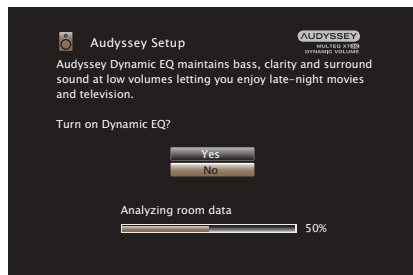 Audyssey Setup
AUDYSSEY
MULTEQ XT32
DYNAMIC VOLUME
Audyssey Dynamic EQ maintains bass, clarity and surround
sound at low volumes letting you enjoy late-night movies
and television.
Turn on Dynamic EQ?
Yes
No
Analyzing room data
50%